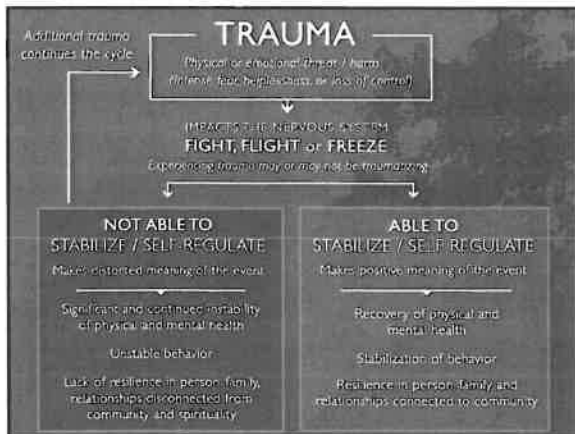 Additional trauma
continues the cycle
TRAUMA
Physical or emotional threat / harm
(Intense fear, helplessness, or loss of control)
IMPACTS THE NERVOUS SYSTEM
FIGHT, FLIGHT or FREEZE
Experiencing trauma may or may not be traumatizing
NOT ABLE TO
STABILIZE / SELF-REGULATE
Makes distorted meaning of the event
Significant and continued instability
of physical and mental health
Unstable behavior
Lack of resilience in person, family,
relationships disconnected from
community and spirituality
ABLE TO
STABILIZE / SELF REGULATE
Makes positive meaning of the event
Recovery of physical and
mental health
Stabilization of behavior
Resilience in person, family and
relationships connected to community